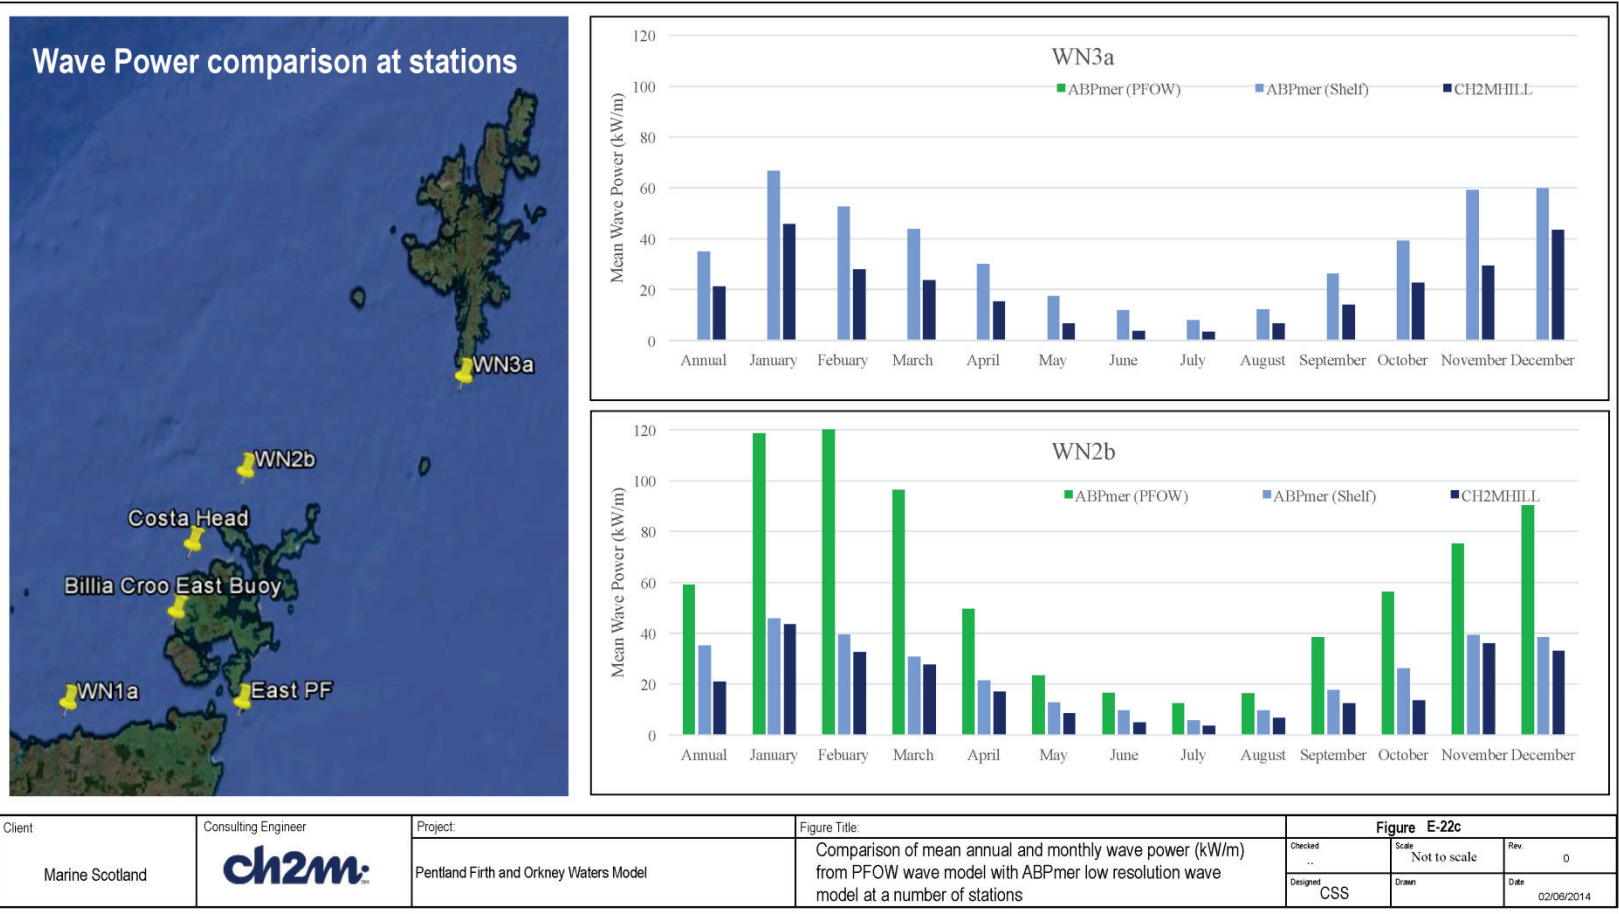 Wave Power comparison at stations
WN3a
WN2b
Costa Head
Billia Croo East Buoy
WN1a
East PF
WN3a
ABPmer (PFOW) ABPmer (Shelf) CH2MHILL
Mean Wave Power (kW/m)
120
100
80
60
40
20
0
Annual January Febuary March April May June July August September October November December
WN2b
ABPmer (PFOW) ABPmer (Shelf) CH2MHILL
Mean Wave Power (kW/m)
120
100
80
60
40
20
0
Annual January Febuary March April May June July August September October November December
Client
Marine Scotland
Consulting Engineer
ch2m:
Project:
Pentland Firth and Orkney Waters Model
Figure Title:
Comparison of mean annual and monthly wave power (kW/m)
from PFOW wave model with ABPmer low resolution wave
model at a number of stations
Figure E-22c
Checked
..
Scale
Not to scale
Rev.
0
Designed
CSS
Drawn
Date
02/06/2014